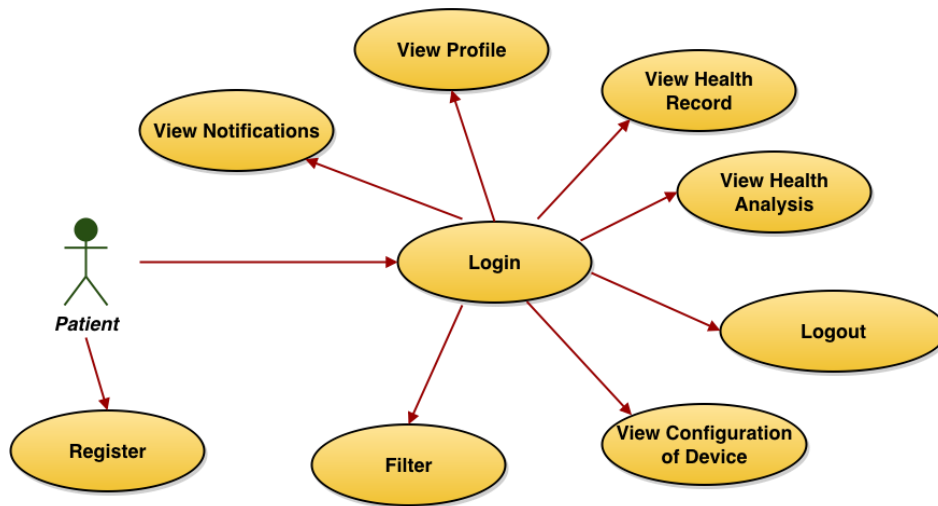 View Profile
View Health
Record
View Notifications
View Health
Analysis
Login
Patient
Logout
Register
Filter
View Configuration
of Device